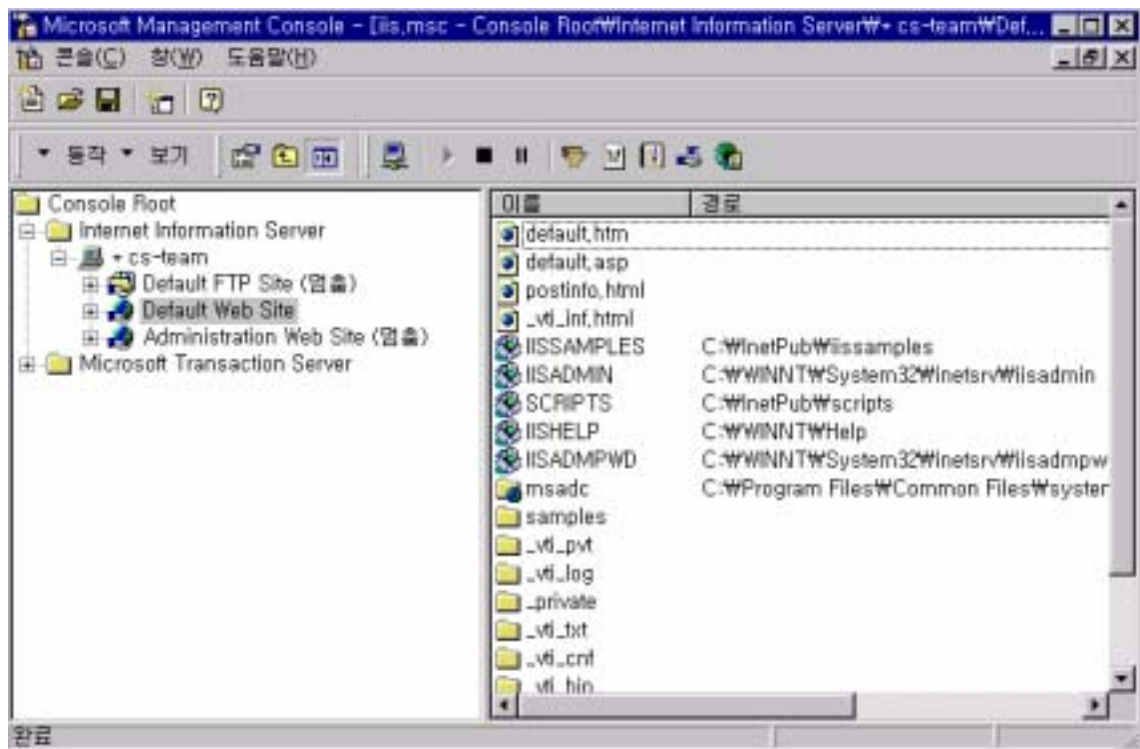 Microsoft Management Console - [iis.msc - Console Root₩Internet Information Server₩* cs-team₩Def...
콘솔(C) 창(W) 도움말(H)
동작 보기
Console Root
Internet Information Server
* cs-team
Default FTP Site (멈춤)
Default Web Site
Administration Web Site (멈춤)
Microsoft Transaction Server
이름 경로
default.htm
default.asp
postinfo.html
_vti_inf.html
IISSAMPLES C:₩InetPub₩iissamples
IISADMIN C:₩WINNT₩System32₩inetsrv₩iisadmin
SCRIPTS C:₩InetPub₩scripts
IISHELP C:₩WINNT₩Help
IISADMPWD C:₩WINNT₩System32₩inetsrv₩iisadmpw
msadc C:₩Program Files₩Common Files₩system
samples
_vti_pvt
_vti_log
_private
_vti_txt
_vti_cnf
_vti_bin
완료